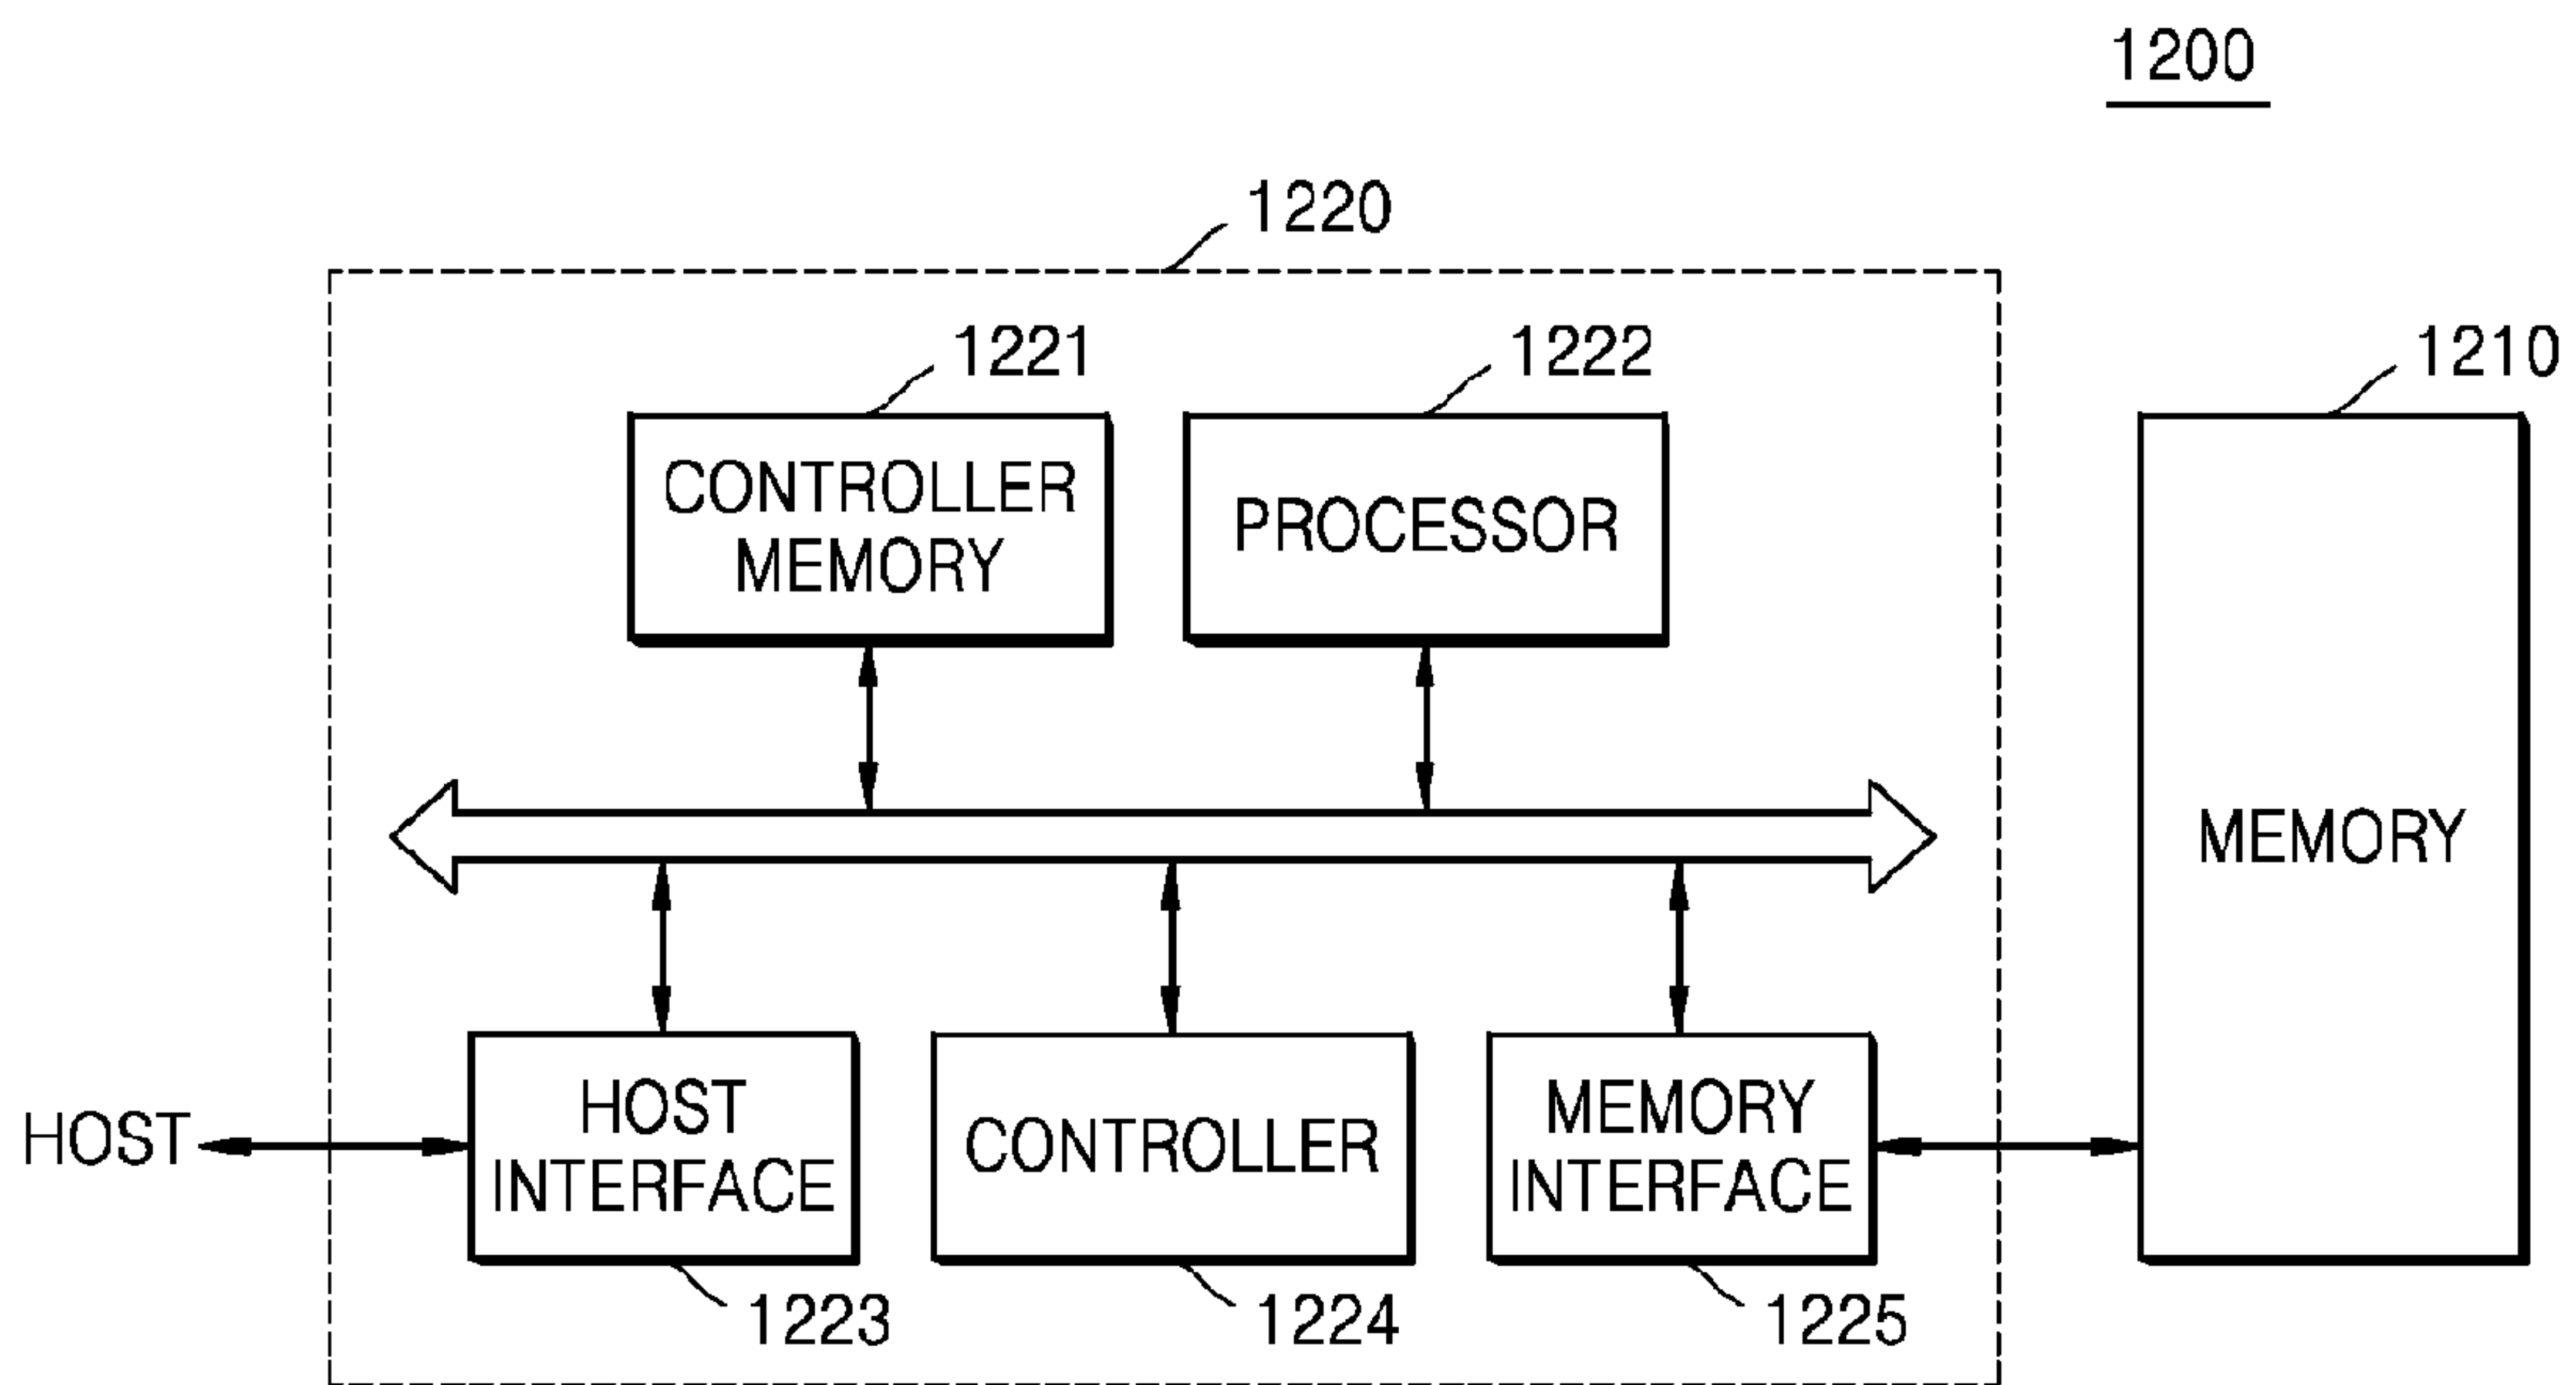 1200
1220
1221
1222
1210
CONTROLLER
MEMORY
PROCESSOR
MEMORY
HOST
HOST
INTERFACE
CONTROLLER
MEMORY
INTERFACE
1223
1224
1225